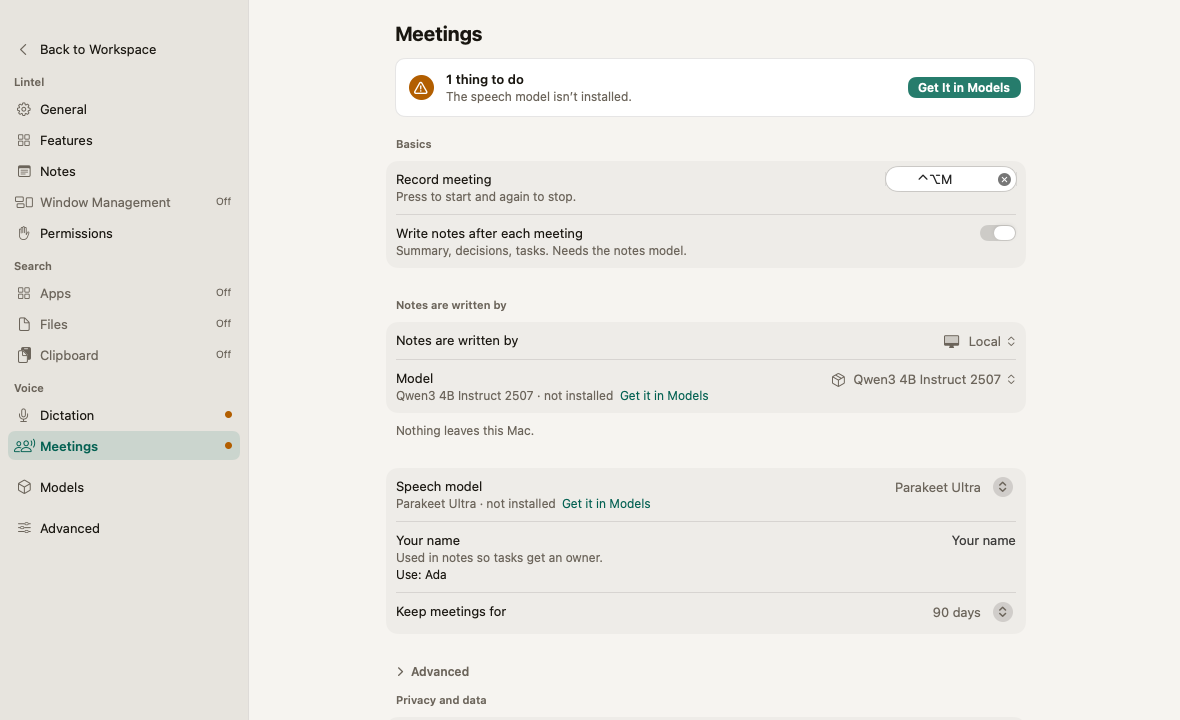 Back to Workspace
Lintel
General
Features
Notes
Window Management Off
Permissions
Search
Apps Off
Files Off
Clipboard Off
Voice
Dictation
Meetings
Models
Advanced
Meetings
1 thing to do
The speech model isn’t installed.
Get It in Models
Basics
Record meeting
Press to start and again to stop.
⌃⌥M
Write notes after each meeting
Summary, decisions, tasks. Needs the notes model.
Notes are written by
Notes are written by Local
Model
Qwen3 4B Instruct 2507 · not installed Get it in Models
Qwen3 4B Instruct 2507
Nothing leaves this Mac.
Speech model
Parakeet Ultra · not installed Get it in Models
Parakeet Ultra
Your name
Used in notes so tasks get an owner.
Use: Ada
Your name
Keep meetings for 90 days
Advanced
Privacy and data